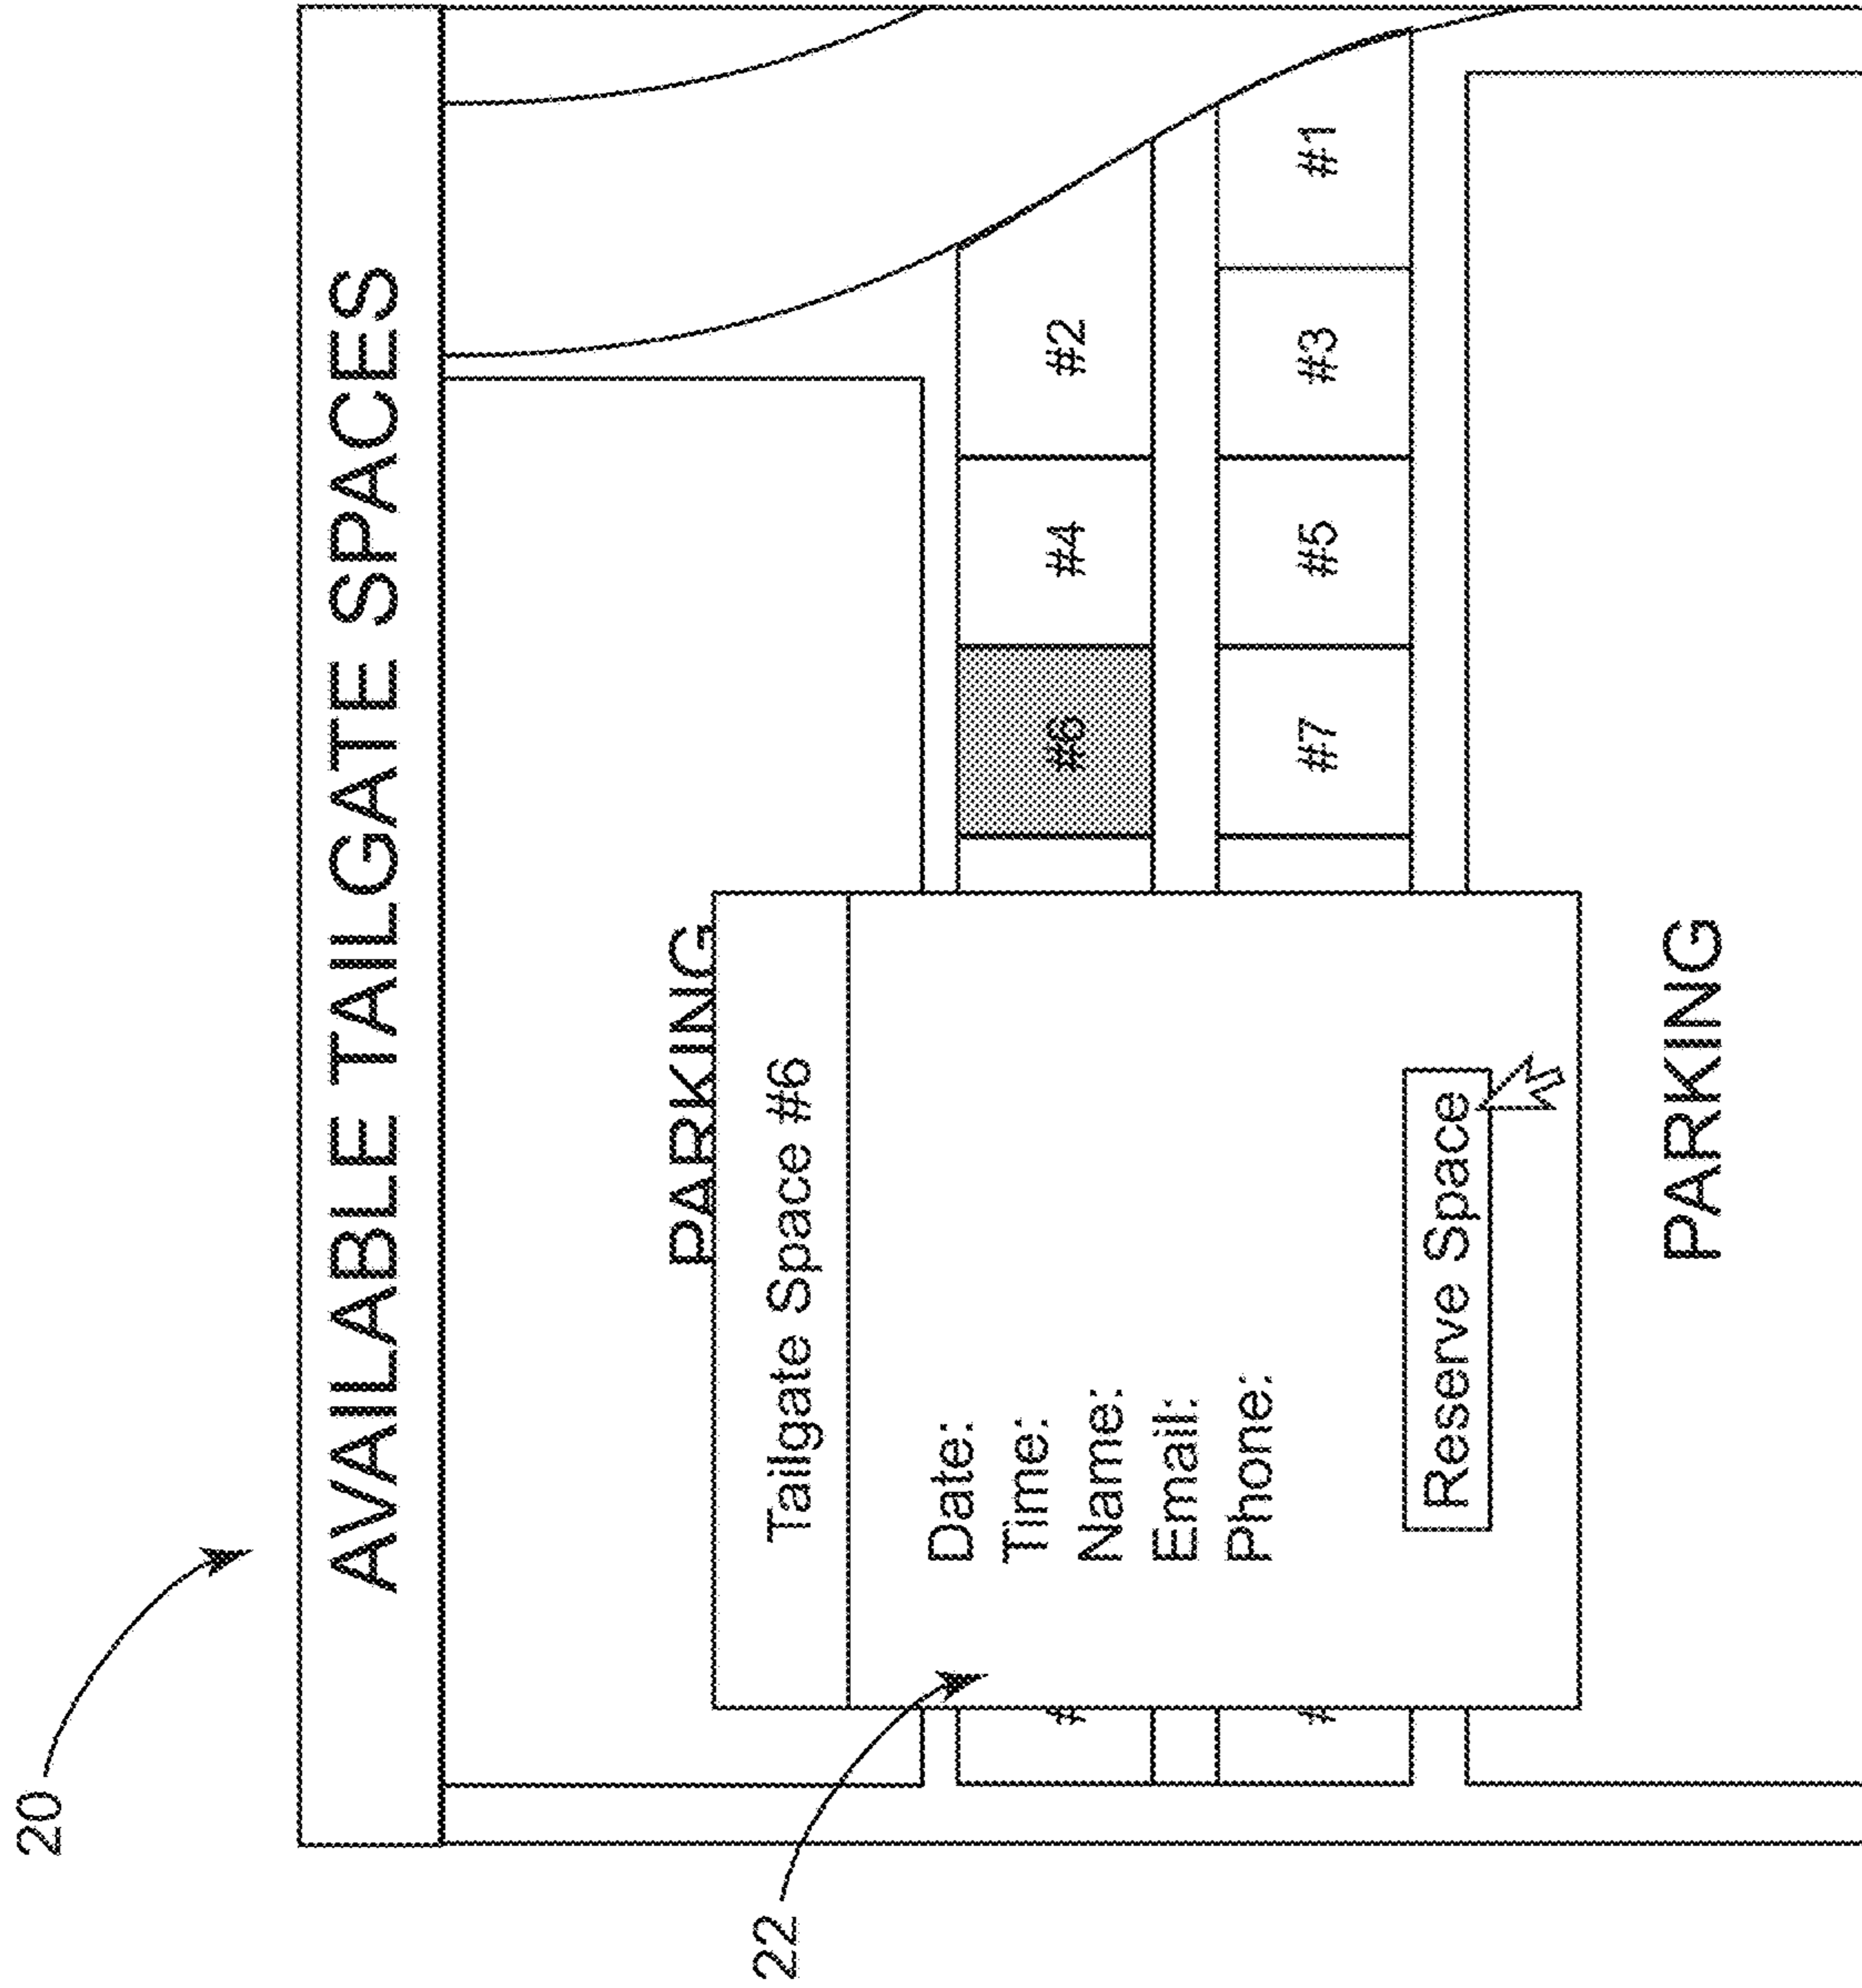 20
AVAILABLE TAILGATE SPACES
PARKING
22
Tailgate Space #6
Date:
Time:
Name:
Email:
Phone:
Reserve Space
# #6 #4 #2
# #7 #5 #3 #1
PARKING